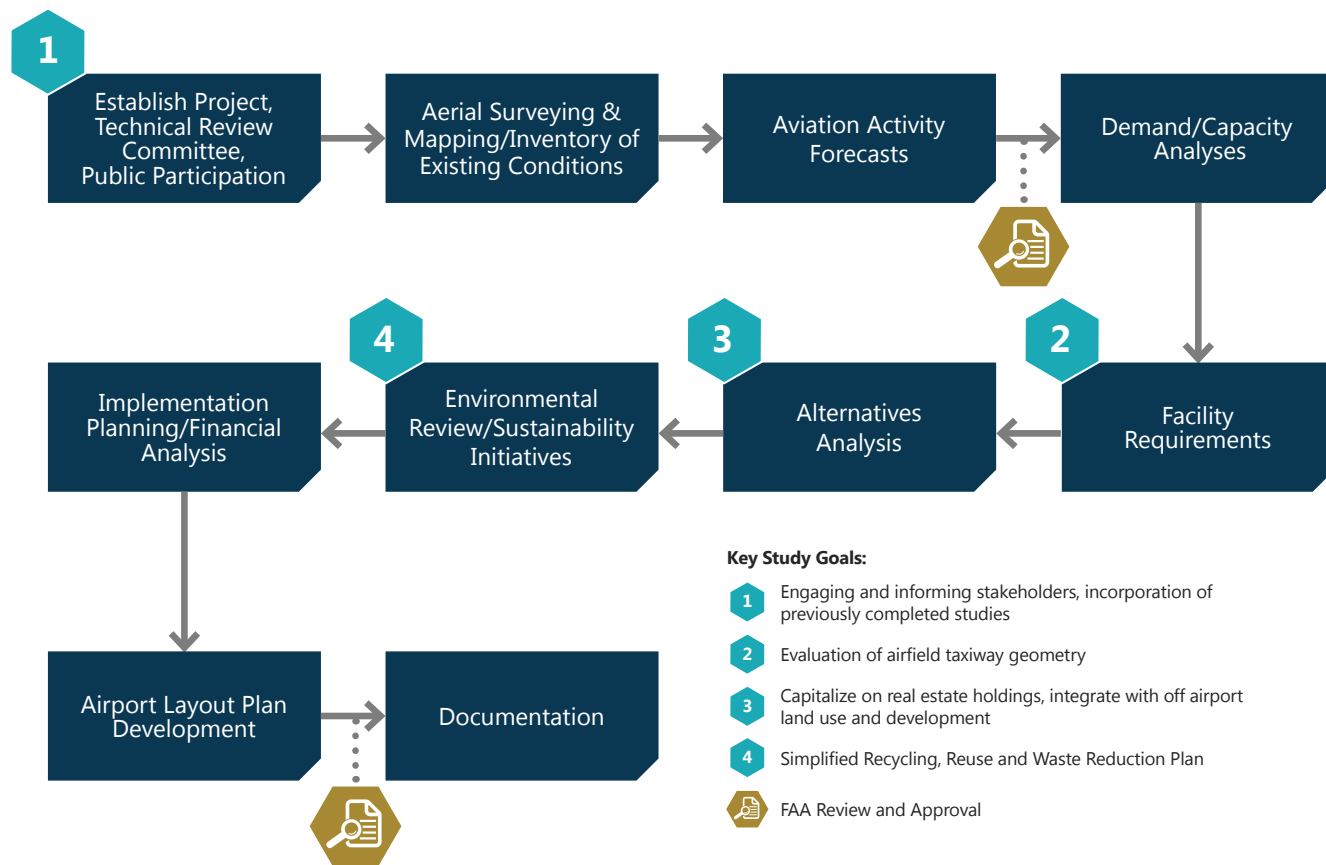 1
Establish Project,
Technical Review
Committee,
Public Participation
Aerial Surveying &
Mapping/Inventory of
Existing Conditions
Aviation Activity
Forecasts
Demand/Capacity
Analyses
2
Facility
Requirements
3
Alternatives
Analysis
4
Environmental
Review/Sustainability
Initiatives
Implementation
Planning/Financial
Analysis
Airport Layout Plan
Development
Documentation
Key Study Goals:
1
Engaging and informing stakeholders, incorporation of
previously completed studies
2
Evaluation of airfield taxiway geometry
3
Capitalize on real estate holdings, integrate with off airport
land use and development
4
Simplified Recycling, Reuse and Waste Reduction Plan
FAA Review and Approval